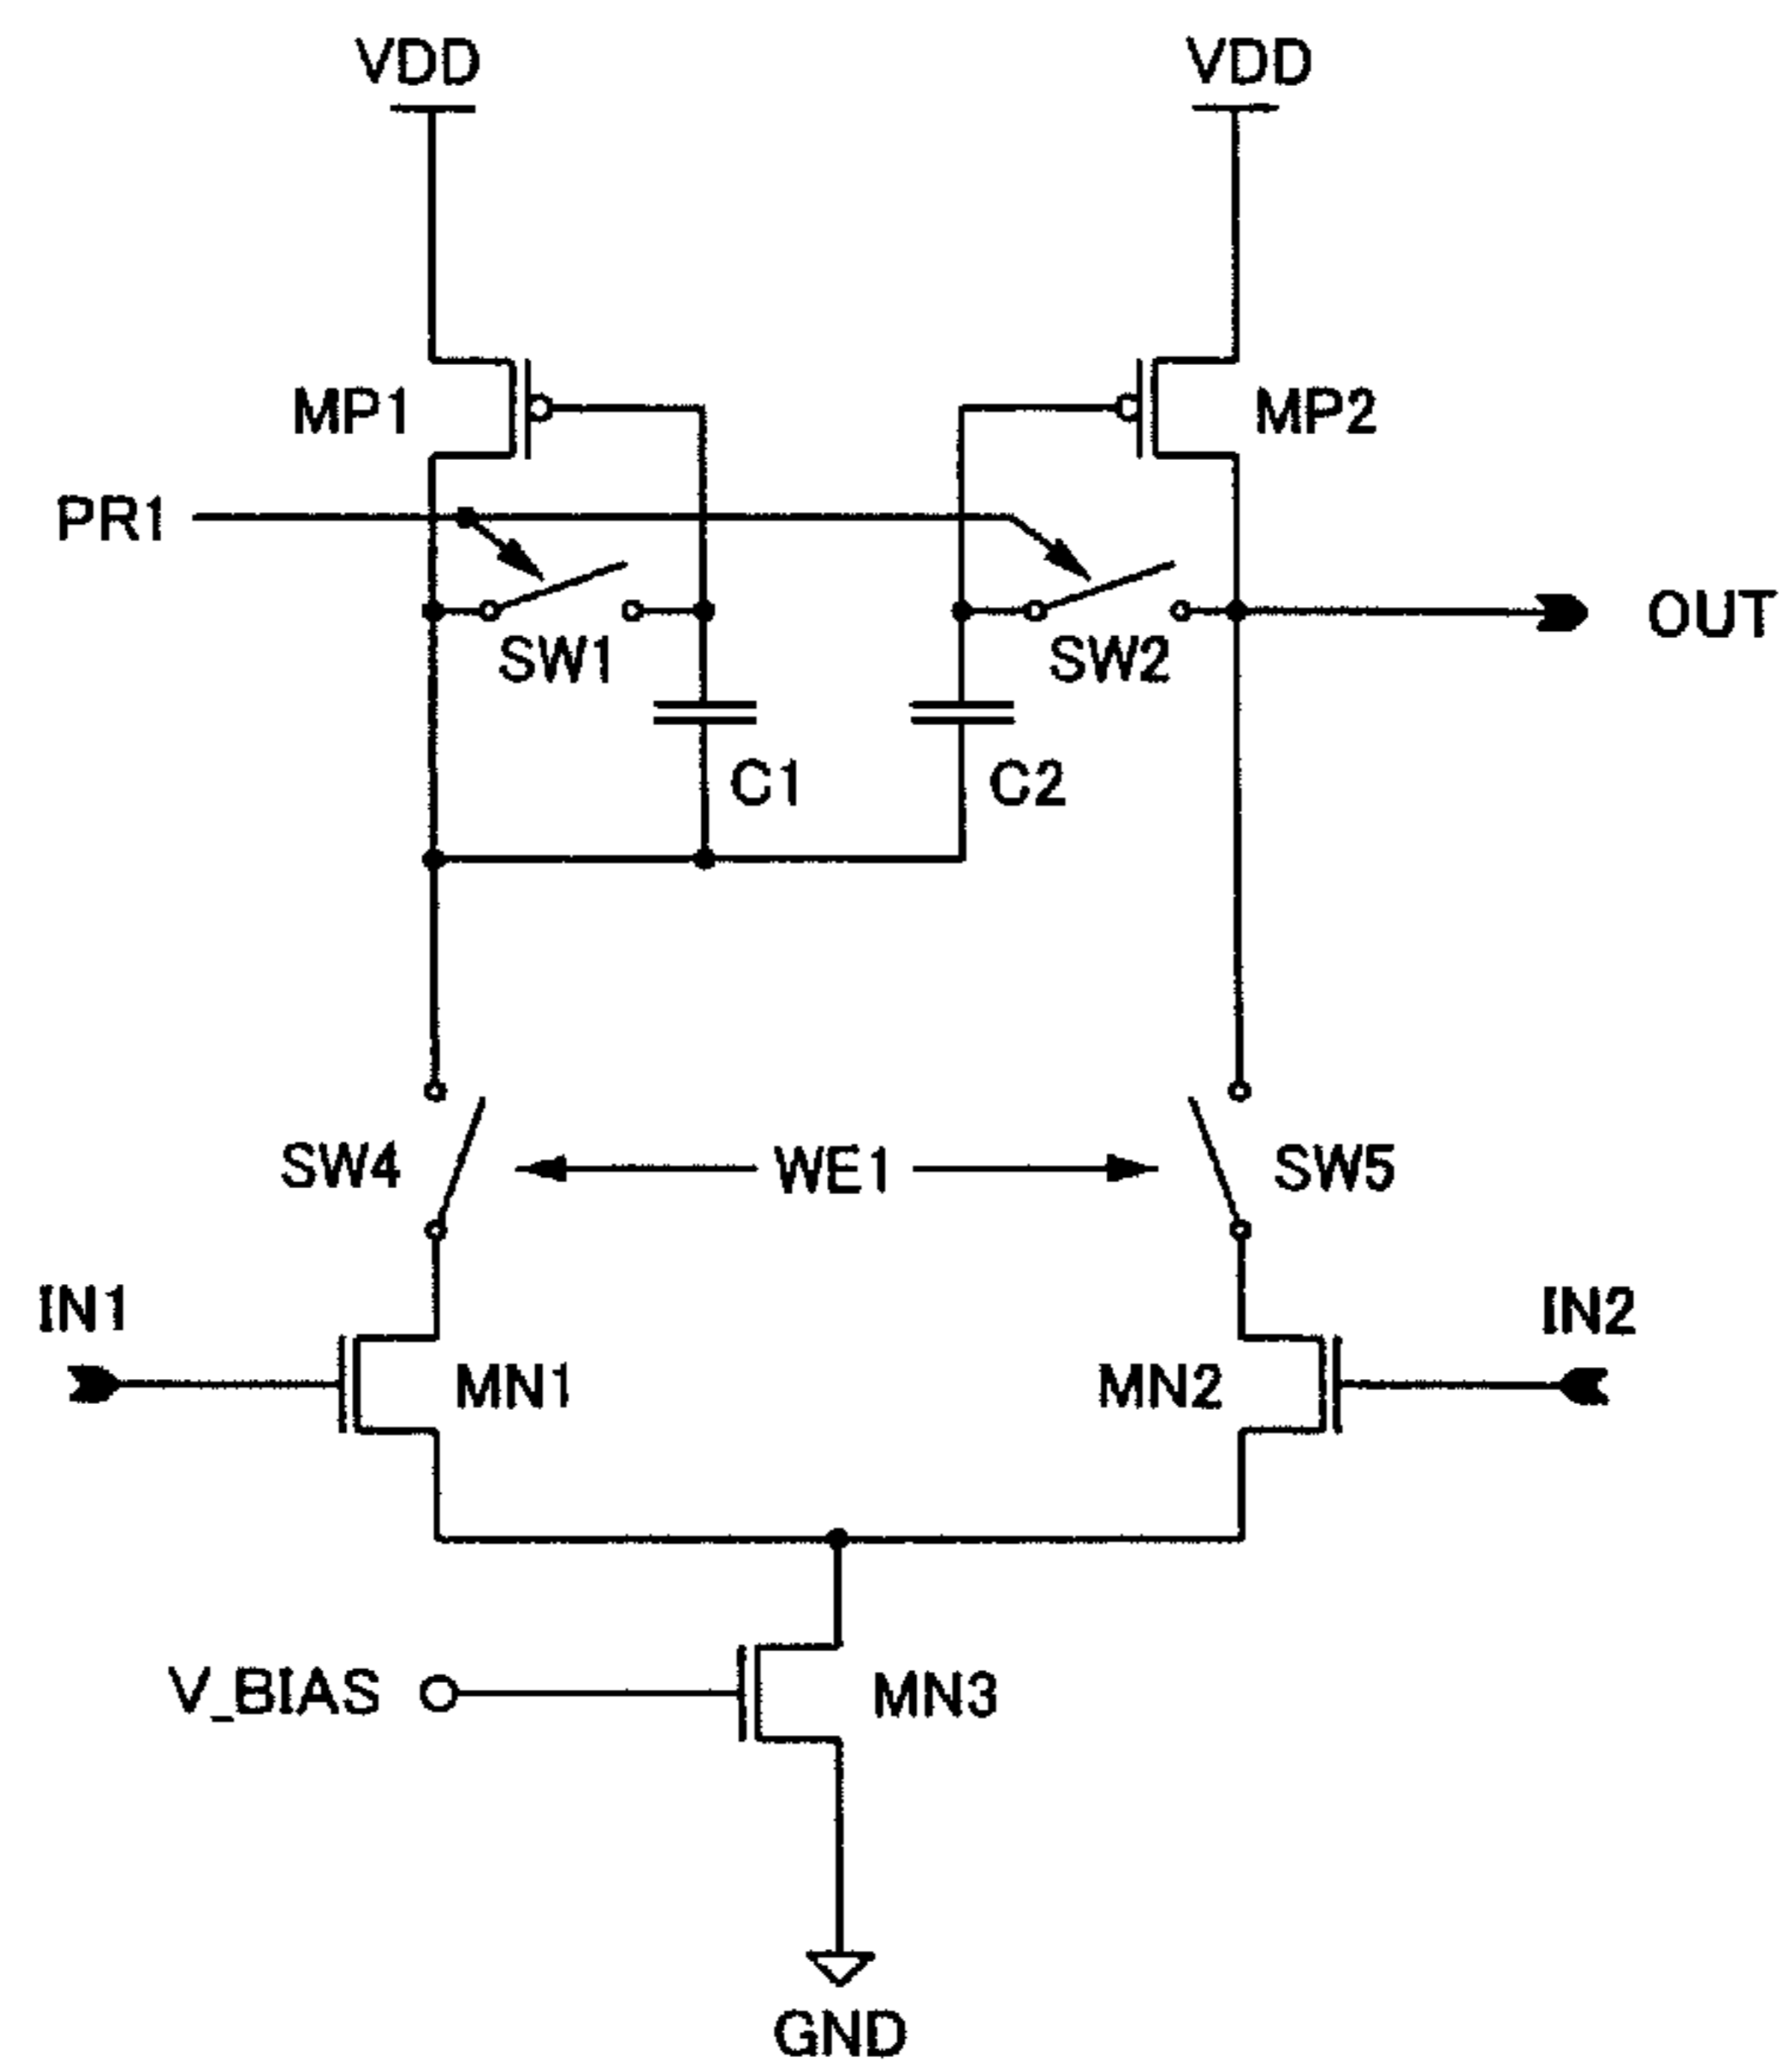 VDD VDD
MP1 MP2
PR1
OUT
SW1 SW2
C1 C2
SW4 WE1 SW5
IN1 IN2
MN1 MN2
V_BIAS MN3
GND